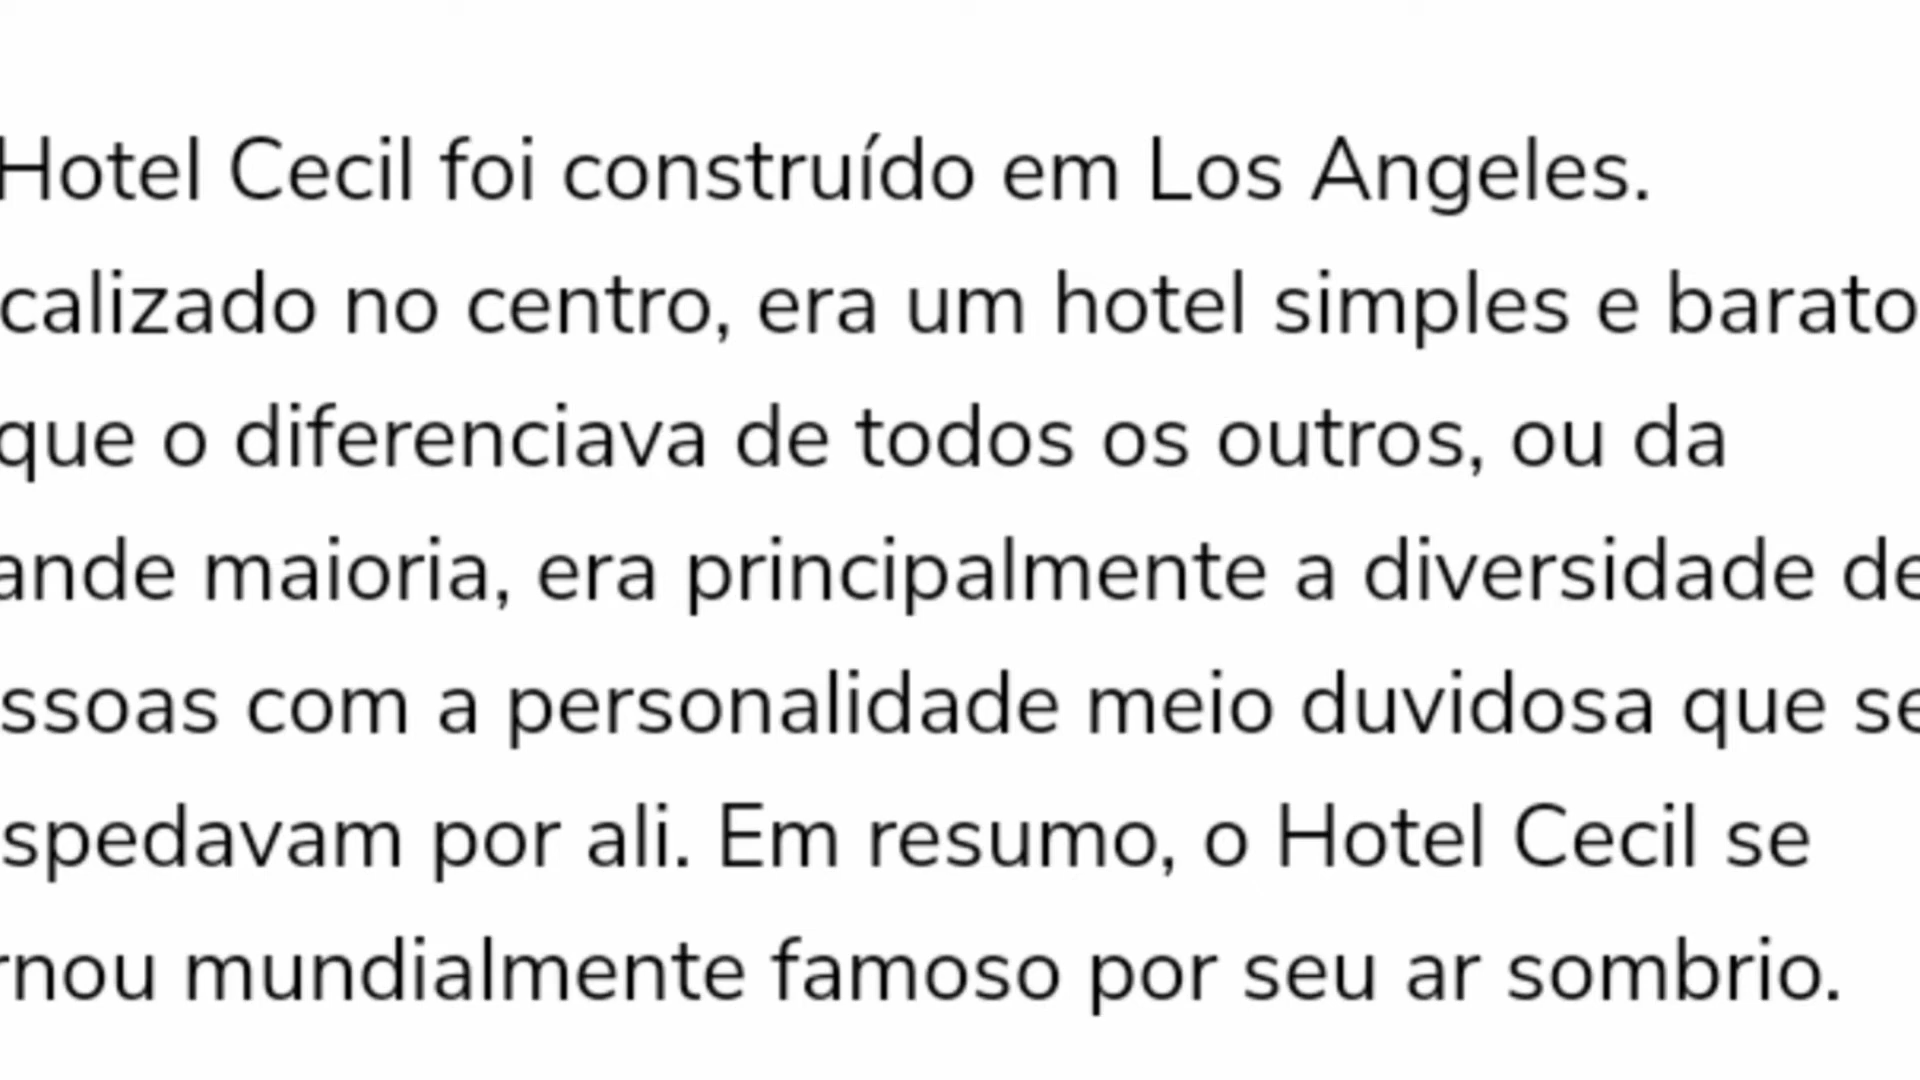 Hotel Cecil foi construído em Los Angeles.
calizado no centro, era um hotel simples e barato
que o diferenciava de todos os outros, ou da
ande maioria, era principalmente a diversidade de
ssoas com a personalidade meio duvidosa que se
spedavam por ali. Em resumo, o Hotel Cecil se
rnou mundialmente famoso por seu ar sombrio.